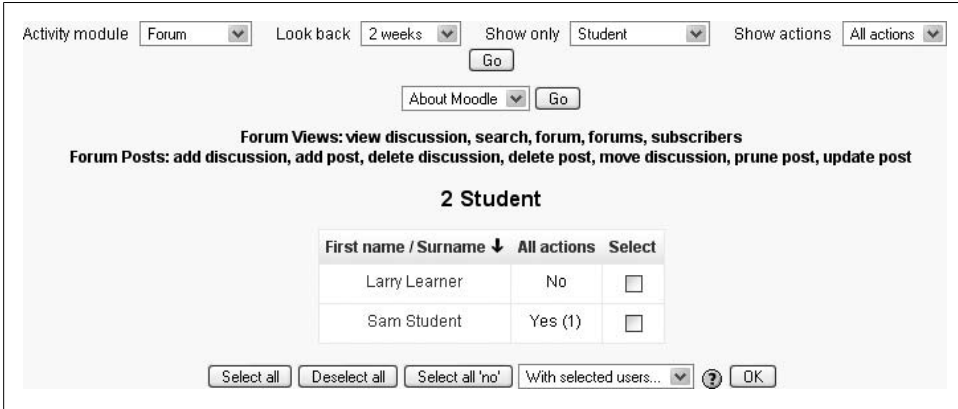 Activity module Forum Look back 2 weeks Show only Student Show actions All actions
Go
About Moodle Go
Forum Views: view discussion, search, forum, forums, subscribers
Forum Posts: add discussion, add post, delete discussion, delete post, move discussion, prune post, update post
2 Student
First name / Surname All actions Select
Larry Learner No
Sam Student Yes (1)
Select all Deselect all Select all 'no' With selected users... ? OK